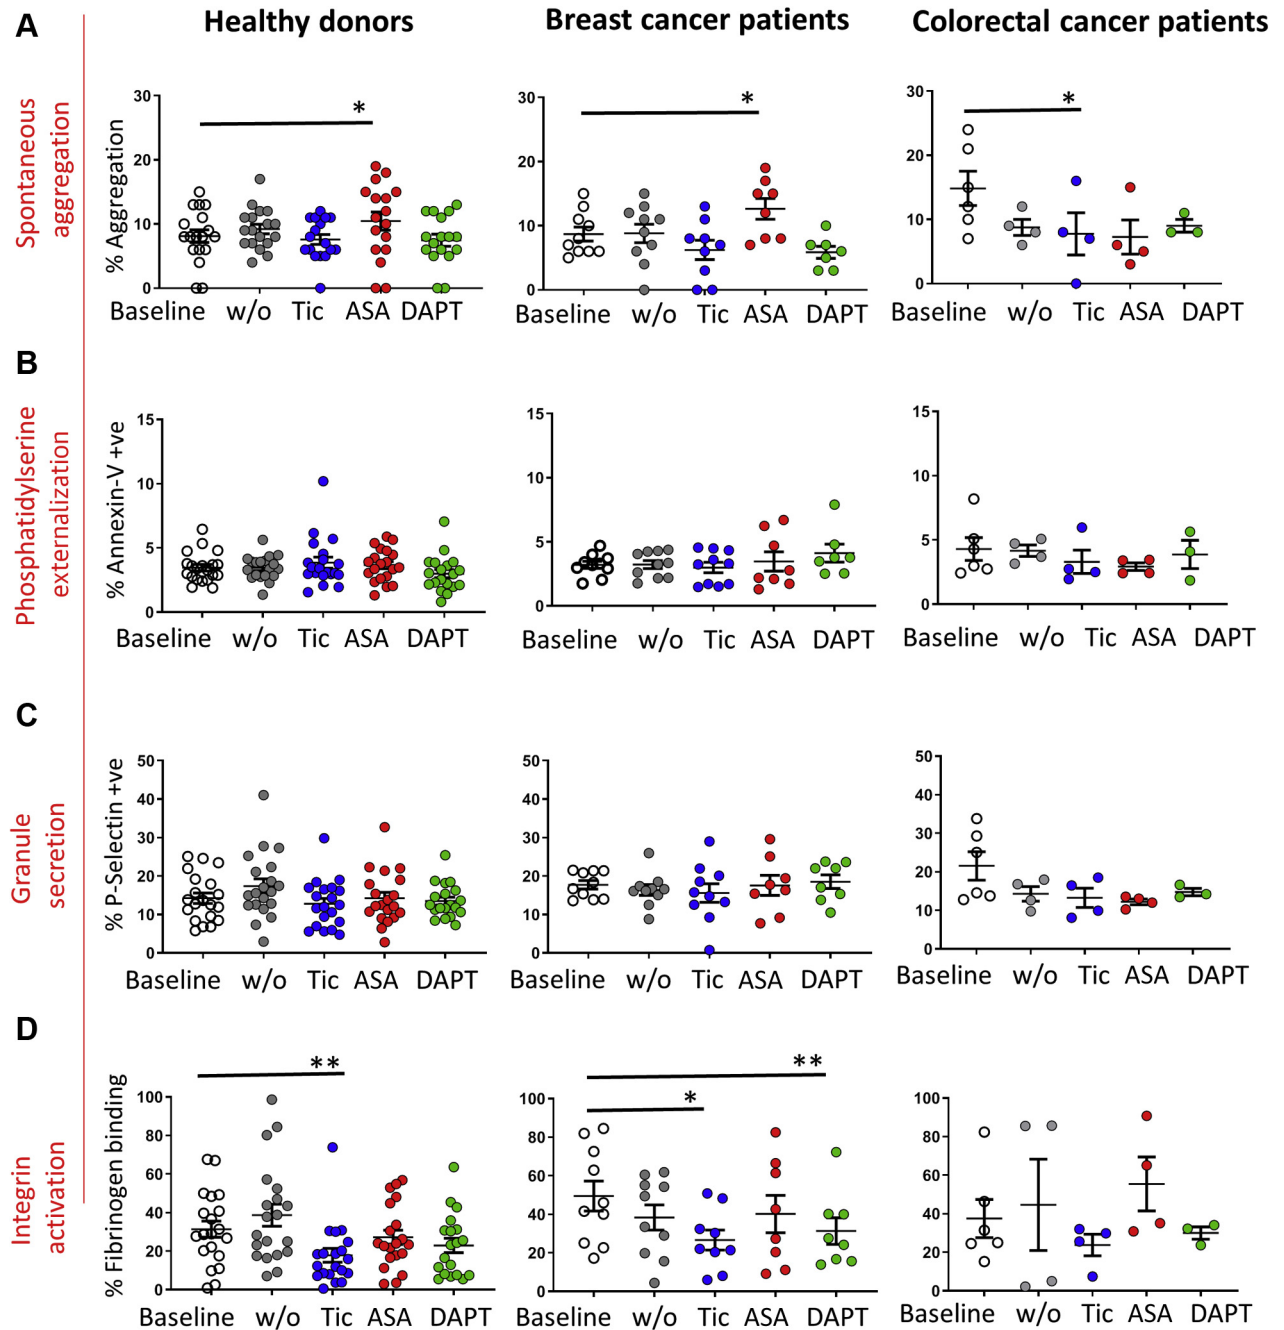 A
Healthy donors
Breast cancer patients
Colorectal cancer patients
Spontaneous
aggregation
% Aggregation
30
20
10
0
*
Baseline w/o Tic ASA DAPT
30
20
10
0
*
Baseline w/o Tic ASA DAPT
30
20
10
0
*
Baseline w/o Tic ASA DAPT
B
Phosphatidylserine
externalization
% Annexin-V +ve
15
10
5
0
Baseline w/o Tic ASA DAPT
15
10
5
0
Baseline w/o Tic ASA DAPT
15
10
5
0
Baseline w/o Tic ASA DAPT
C
Granule
secretion
% P-Selectin +ve
50
40
30
20
10
0
Baseline w/o Tic ASA DAPT
50
40
30
20
10
0
Baseline w/o Tic ASA DAPT
50
40
30
20
10
0
Baseline w/o Tic ASA DAPT
D
Integrin
activation
% Fibrinogen binding
100
80
60
40
20
0
**
Baseline w/o Tic ASA DAPT
100
80
60
40
20
0
**
*
Baseline w/o Tic ASA DAPT
100
80
60
40
20
0
Baseline w/o Tic ASA DAPT